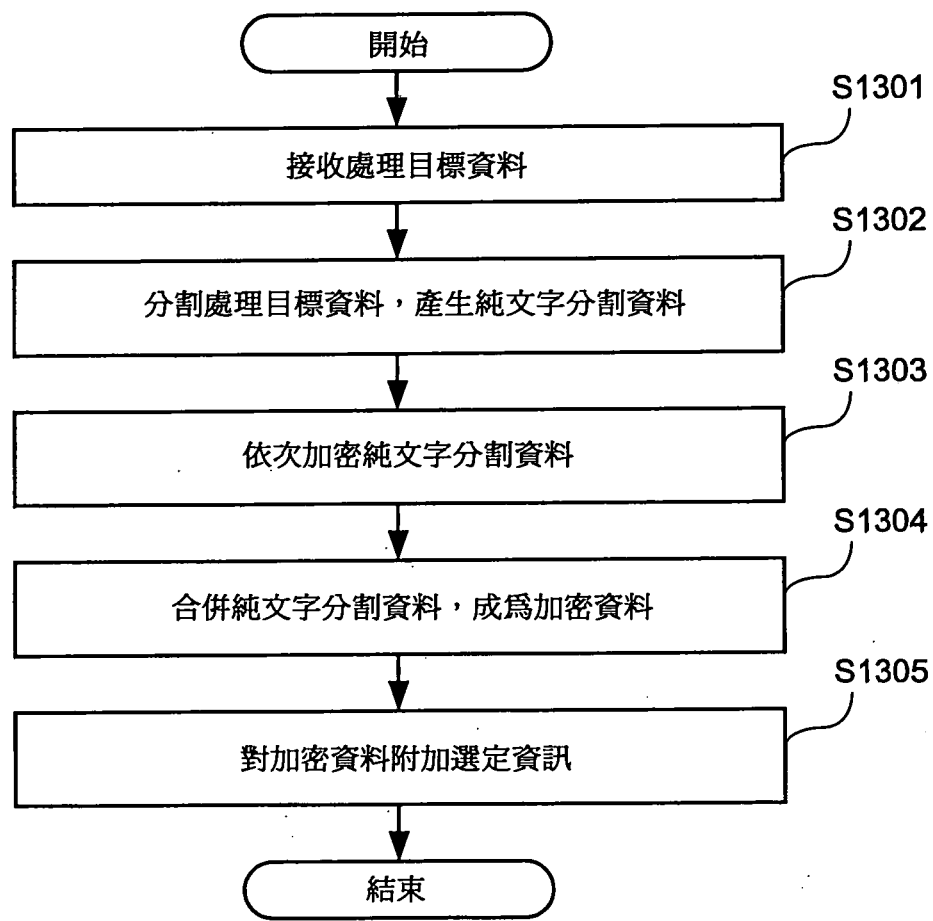 開始
S1301
接收處理目標資料
S1302
分割處理目標資料，產生純文字分割資料
S1303
依次加密純文字分割資料
S1304
合併純文字分割資料，成爲加密資料
S1305
對加密資料附加選定資訊
結束